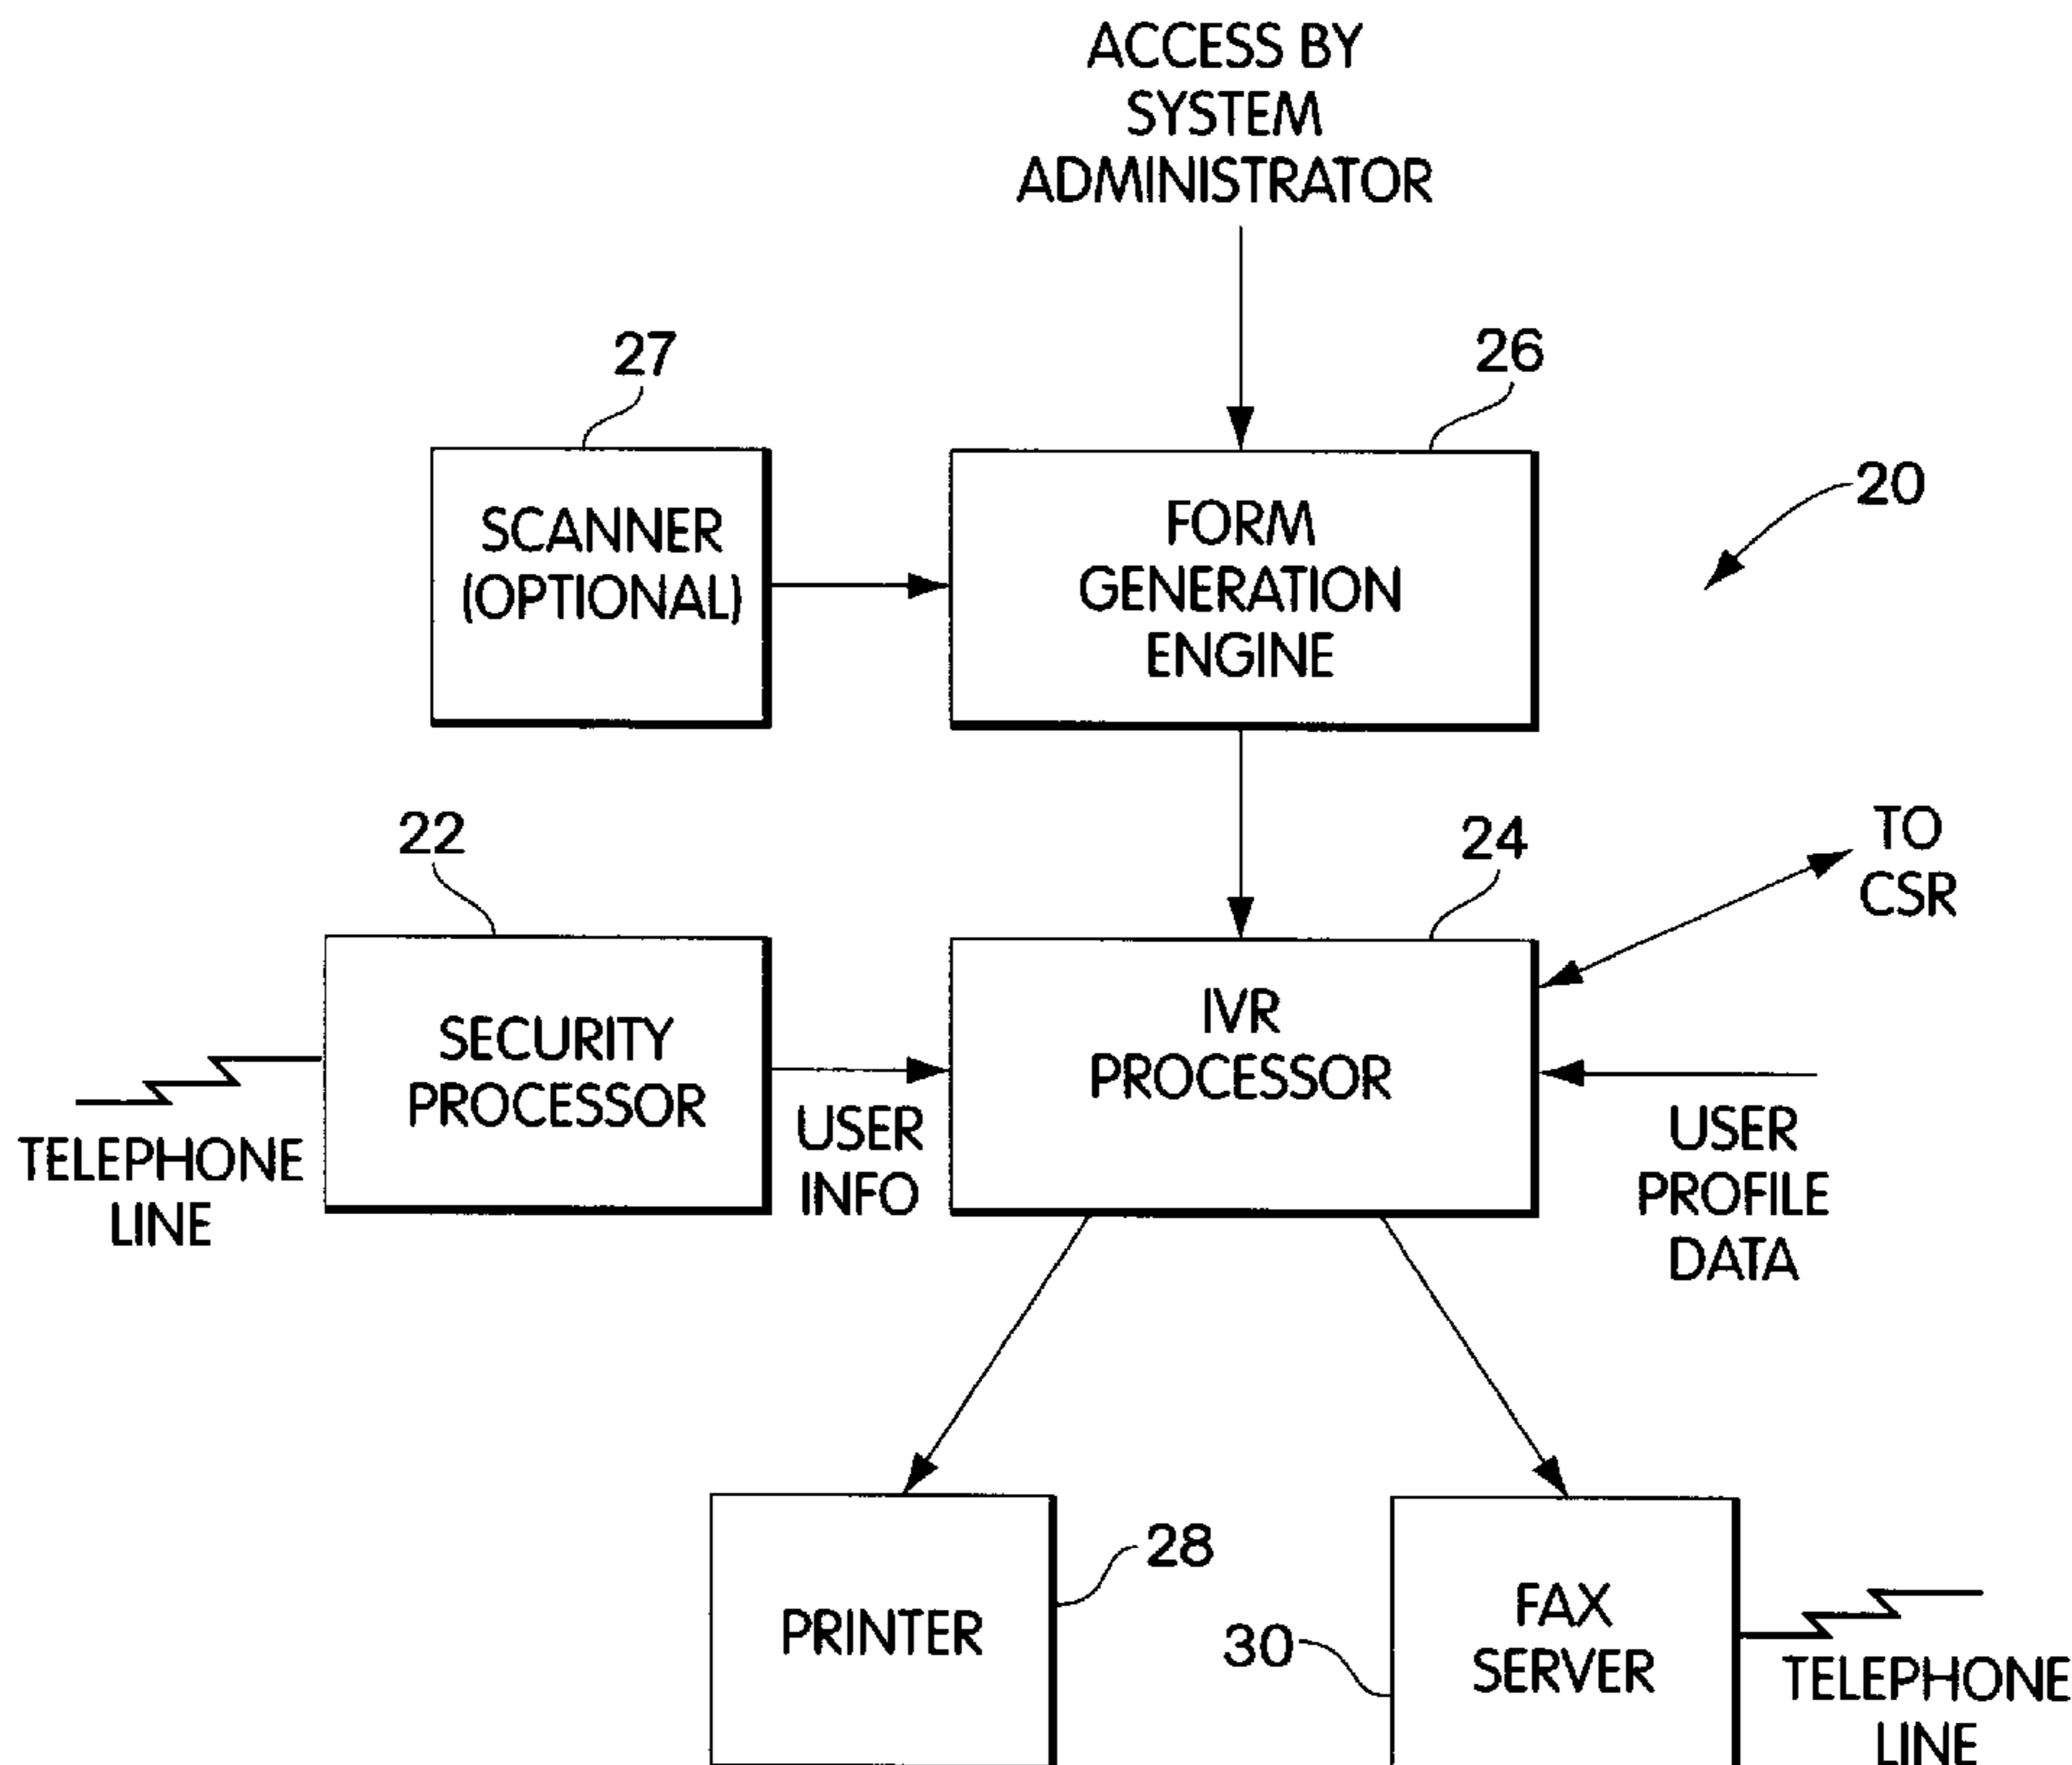 ACCESS BY
SYSTEM
ADMINISTRATOR
27
26
20
SCANNER
(OPTIONAL)
FORM
GENERATION
ENGINE
22
24
TO
CSR
SECURITY
PROCESSOR
IVR
PROCESSOR
TELEPHONE
LINE
USER
INFO
USER
PROFILE
DATA
28
PRINTER
30
FAX
SERVER
TELEPHONE
LINE